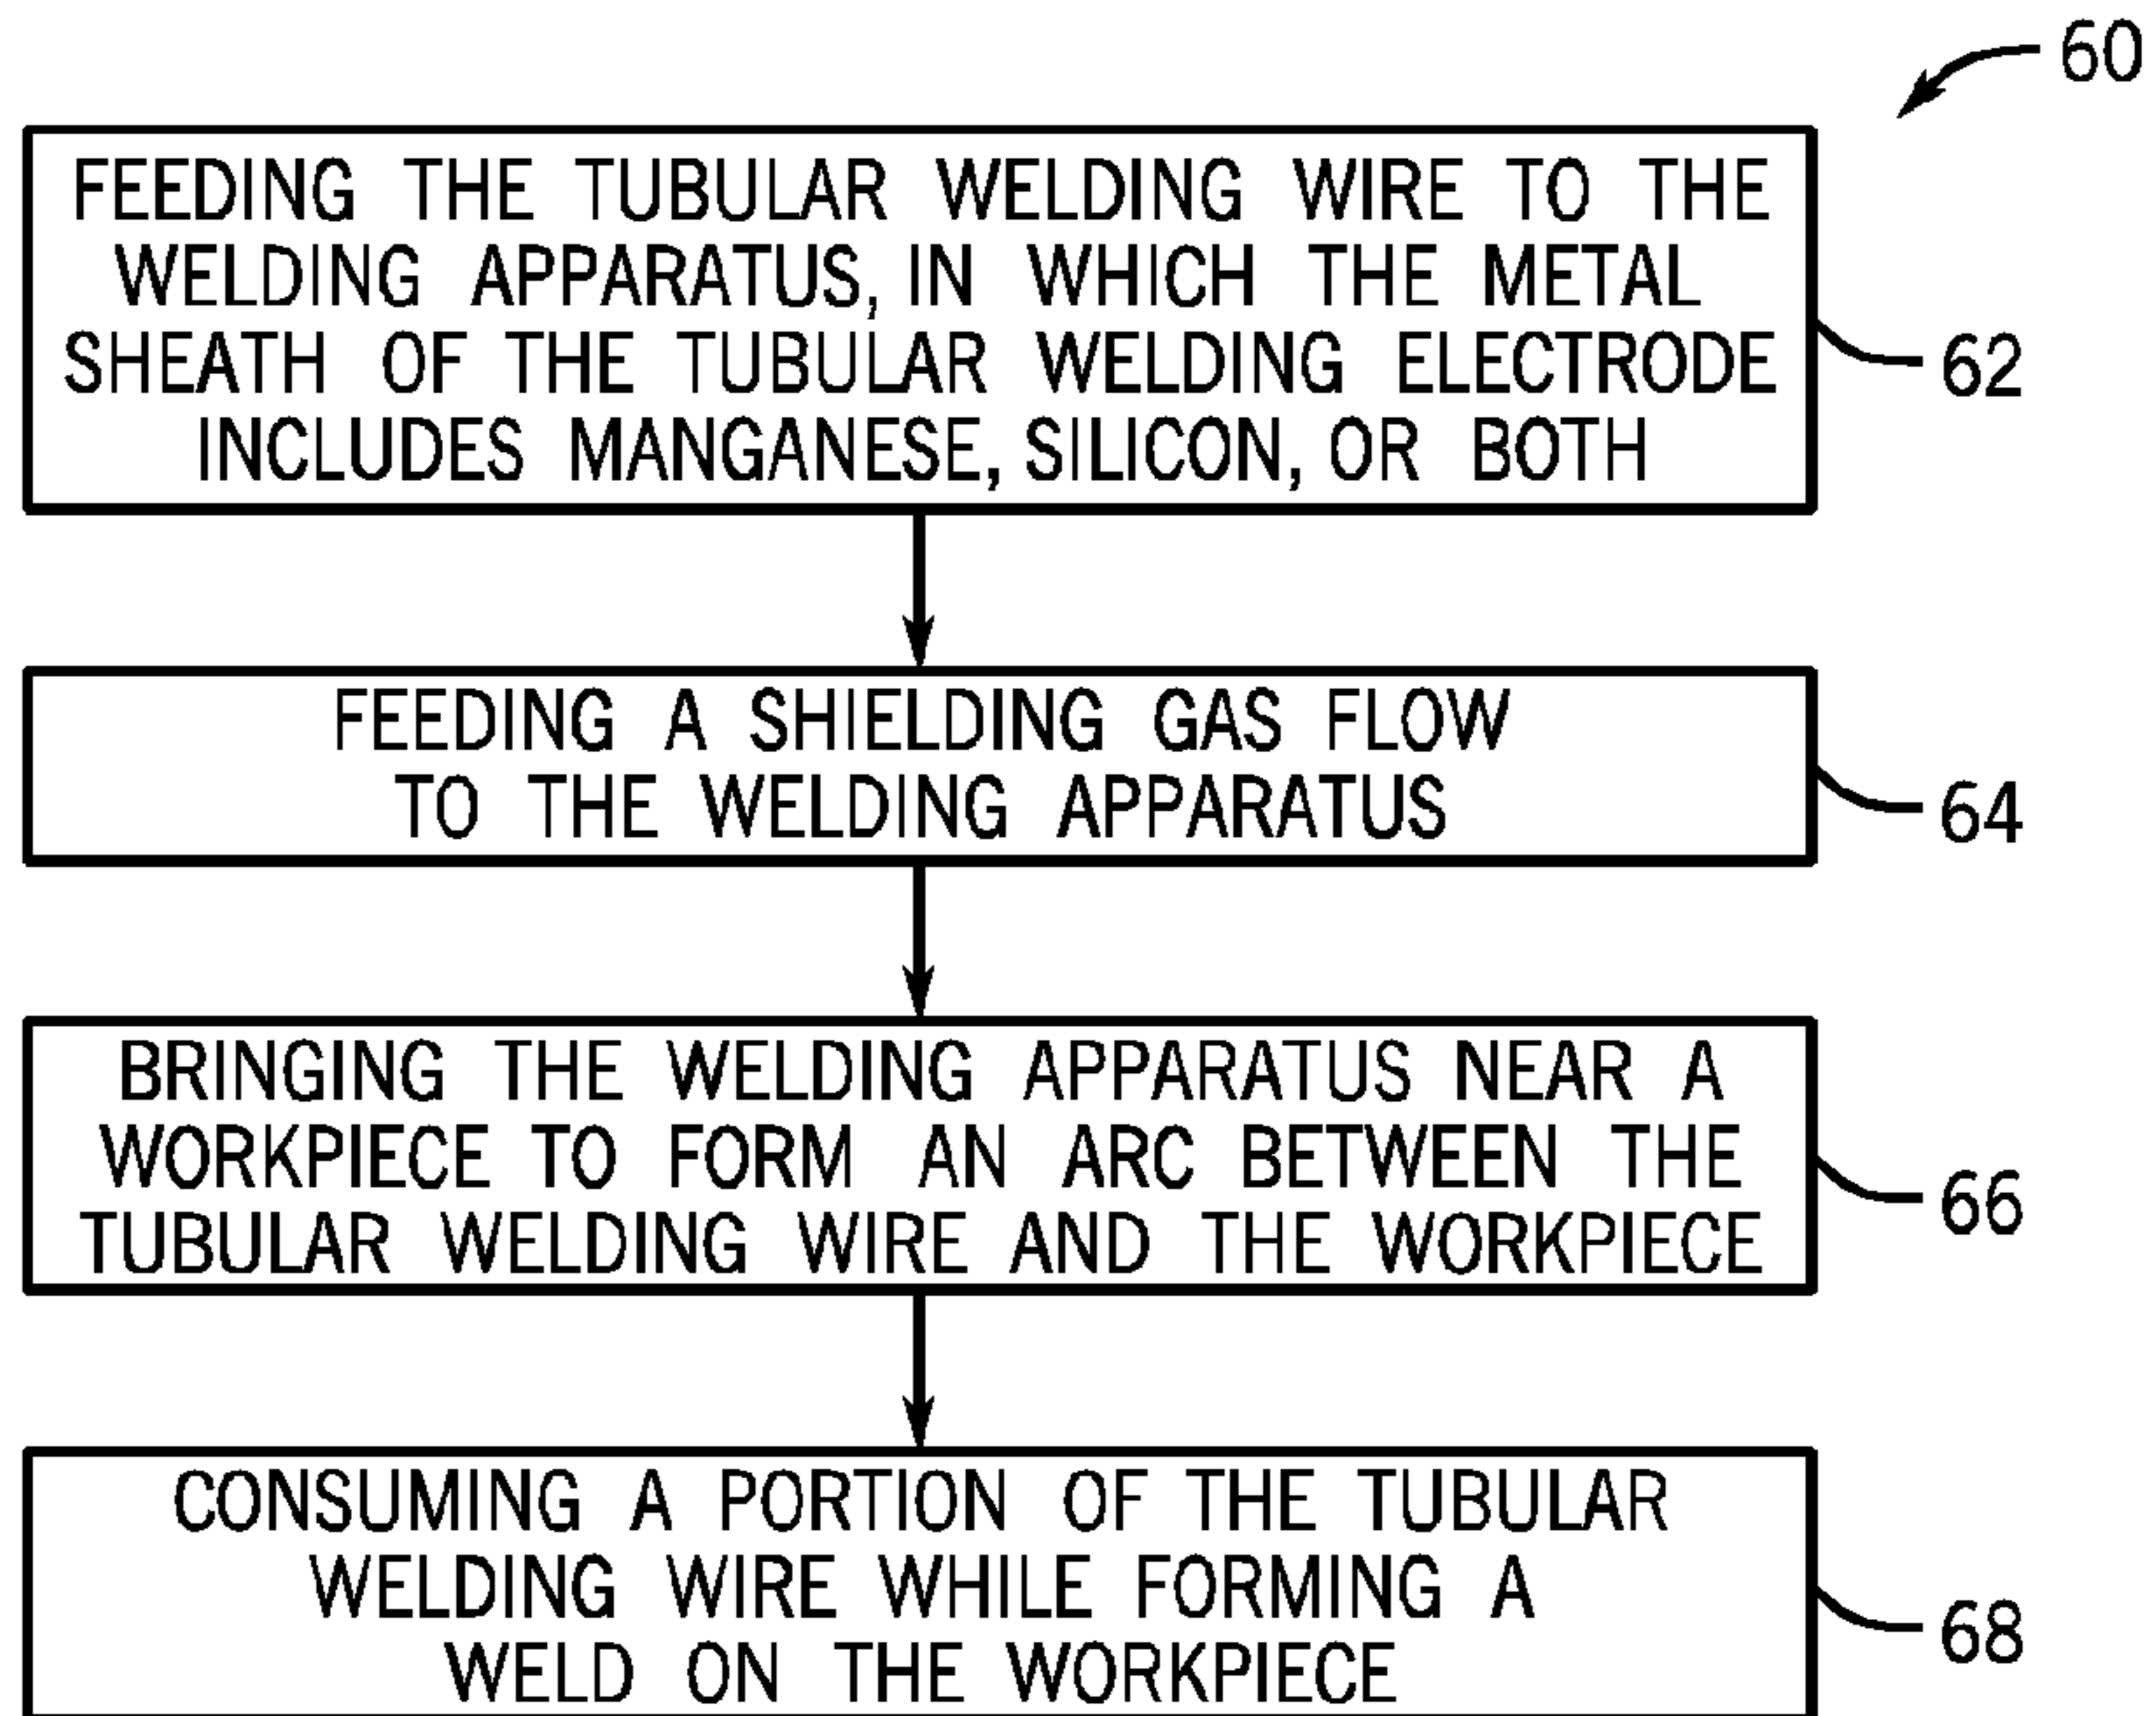 60
FEEDING THE TUBULAR WELDING WIRE TO THE
WELDING APPARATUS, IN WHICH THE METAL
SHEATH OF THE TUBULAR WELDING ELECTRODE
INCLUDES MANGANESE, SILICON, OR BOTH
62
FEEDING A SHIELDING GAS FLOW
TO THE WELDING APPARATUS
64
BRINGING THE WELDING APPARATUS NEAR A
WORKPIECE TO FORM AN ARC BETWEEN THE
TUBULAR WELDING WIRE AND THE WORKPIECE
66
CONSUMING A PORTION OF THE TUBULAR
WELDING WIRE WHILE FORMING A
WELD ON THE WORKPIECE
68